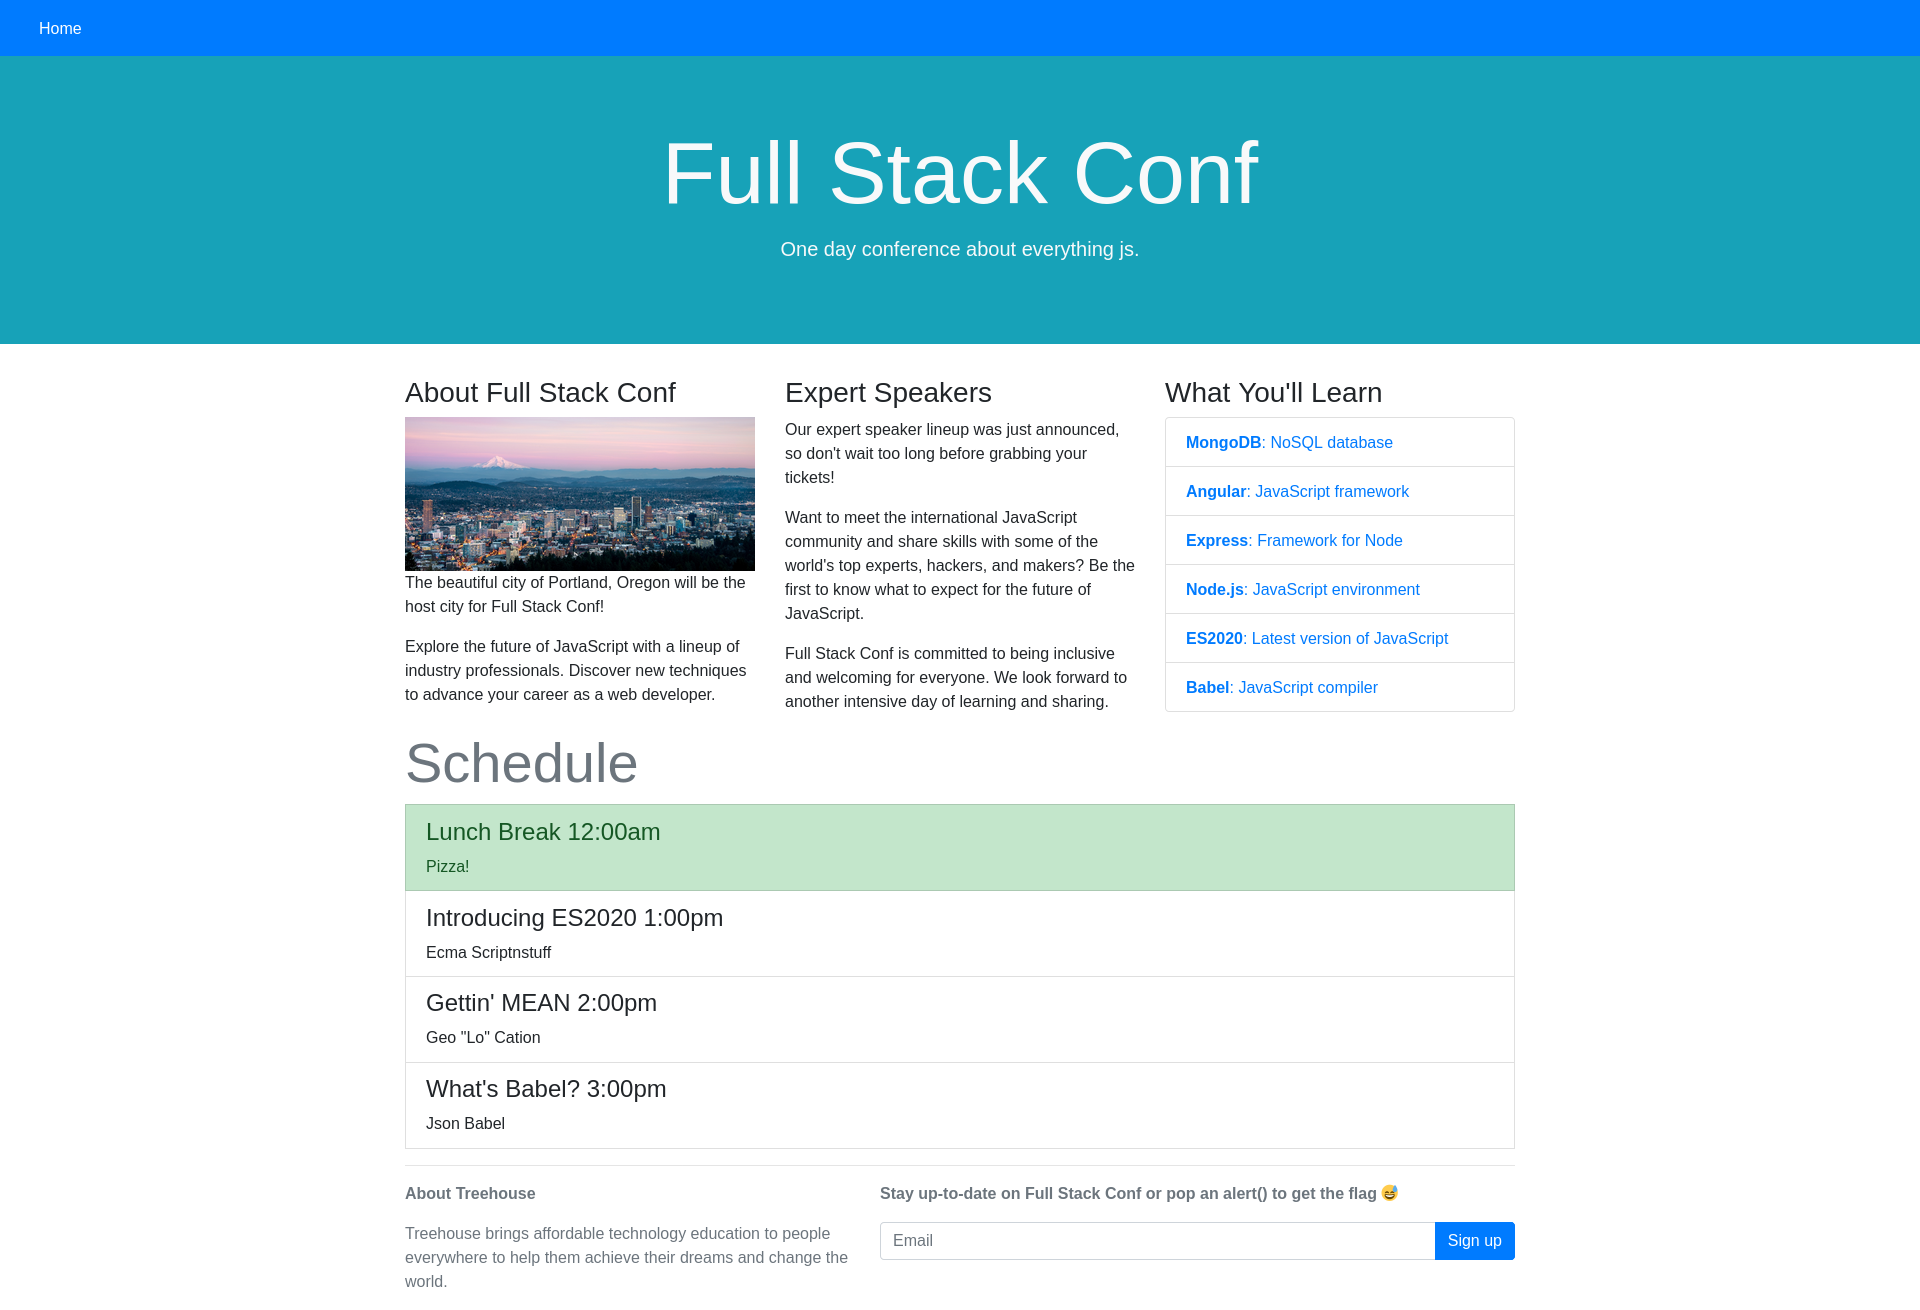 Home
Full Stack Conf
One day conference about everything js.
About Full Stack Conf
The beautiful city of Portland, Oregon will be the
host city for Full Stack Conf!
Explore the future of JavaScript with a lineup of
industry professionals. Discover new techniques
to advance your career as a web developer.
Expert Speakers
Our expert speaker lineup was just announced,
so don't wait too long before grabbing your
tickets!
Want to meet the international JavaScript
community and share skills with some of the
world's top experts, hackers, and makers? Be the
first to know what to expect for the future of
JavaScript.
Full Stack Conf is committed to being inclusive
and welcoming for everyone. We look forward to
another intensive day of learning and sharing.
What You'll Learn
MongoDB: NoSQL database
Angular: JavaScript framework
Express: Framework for Node
Node.js: JavaScript environment
ES2020: Latest version of JavaScript
Babel: JavaScript compiler
Schedule
Lunch Break 12:00am
Pizza!
Introducing ES2020 1:00pm
Ecma Scriptnstuff
Gettin' MEAN 2:00pm
Geo "Lo" Cation
What's Babel? 3:00pm
Json Babel
About Treehouse
Treehouse brings affordable technology education to people
everywhere to help them achieve their dreams and change the
world.
Stay up-to-date on Full Stack Conf or pop an alert() to get the flag 😅
Email
Sign up